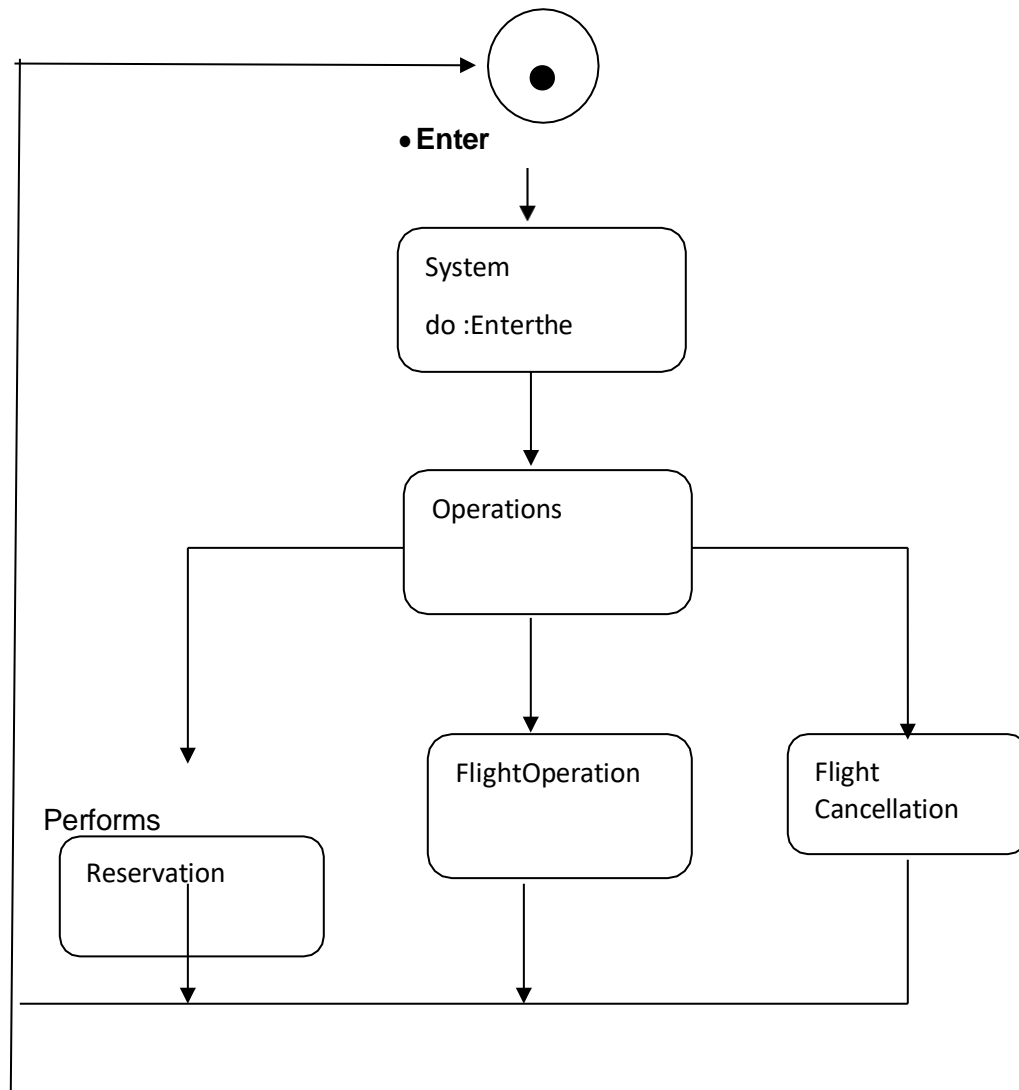 • Enter
System
do :Enterthe
Operations
FlightOperation
Flight
Cancellation
Performs
Reservation